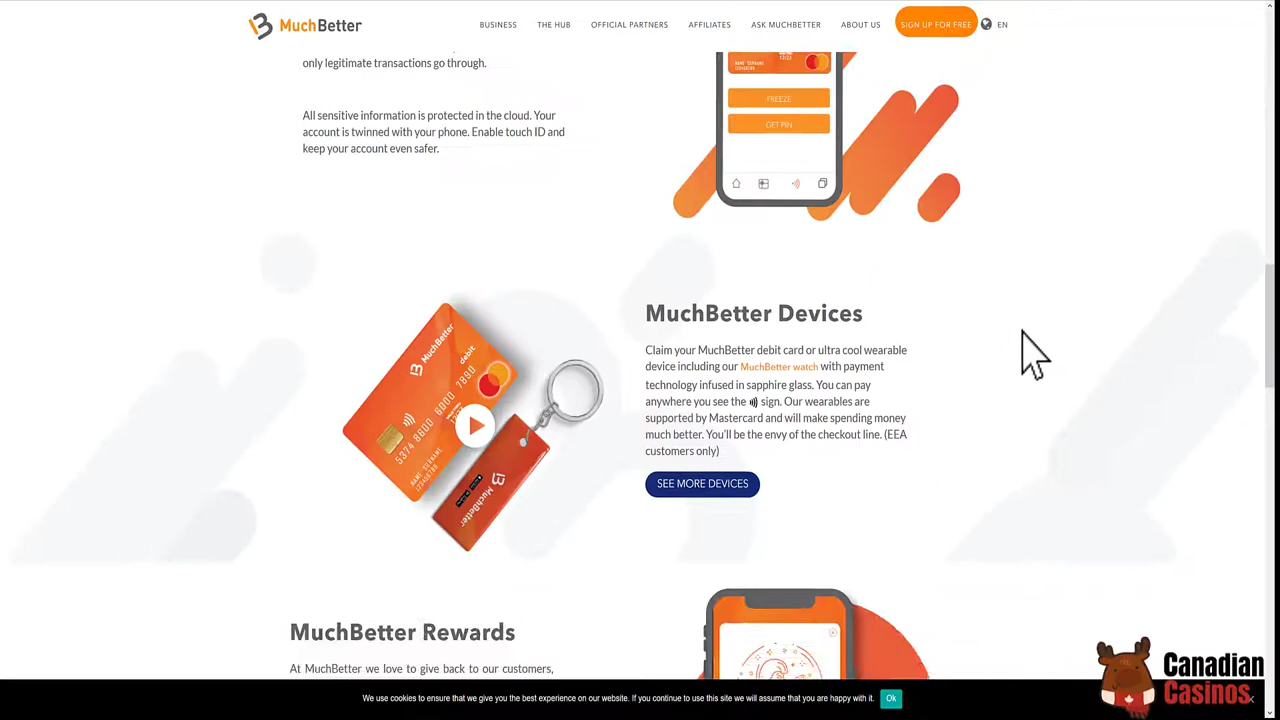 MuchBetter
BUSINESS
THE HUB
OFFICIAL PARTNERS
AFFILIATES
ASK MUCHBETTER
ABOUT US
SIGN UP FOR FREE
EN
only legitimate transactions go through.
All sensitive information is protected in the cloud. Your
account is twinned with your phone. Enable touch ID and
keep your account even safer.
FREEZE
GET PIN
MuchBetter
debit
5374 8600 6000 7890
NAME SURNAME
MuchBetter
MuchBetter Devices
Claim your MuchBetter debit card or ultra cool wearable
device including our MuchBetter watch with payment
technology infused in sapphire glass. You can pay
anywhere you see the sign. Our wearables are
supported by Mastercard and will make spending money
much better. You'll be the envy of the checkout line. (EEA
customers only)
SEE MORE DEVICES
MuchBetter Rewards
At MuchBetter we love to give back to our customers,
We use cookies to ensure that we give you the best experience on our website. If you continue to use this site we will assume that you are happy with it.
Ok
Canadian
Casinos